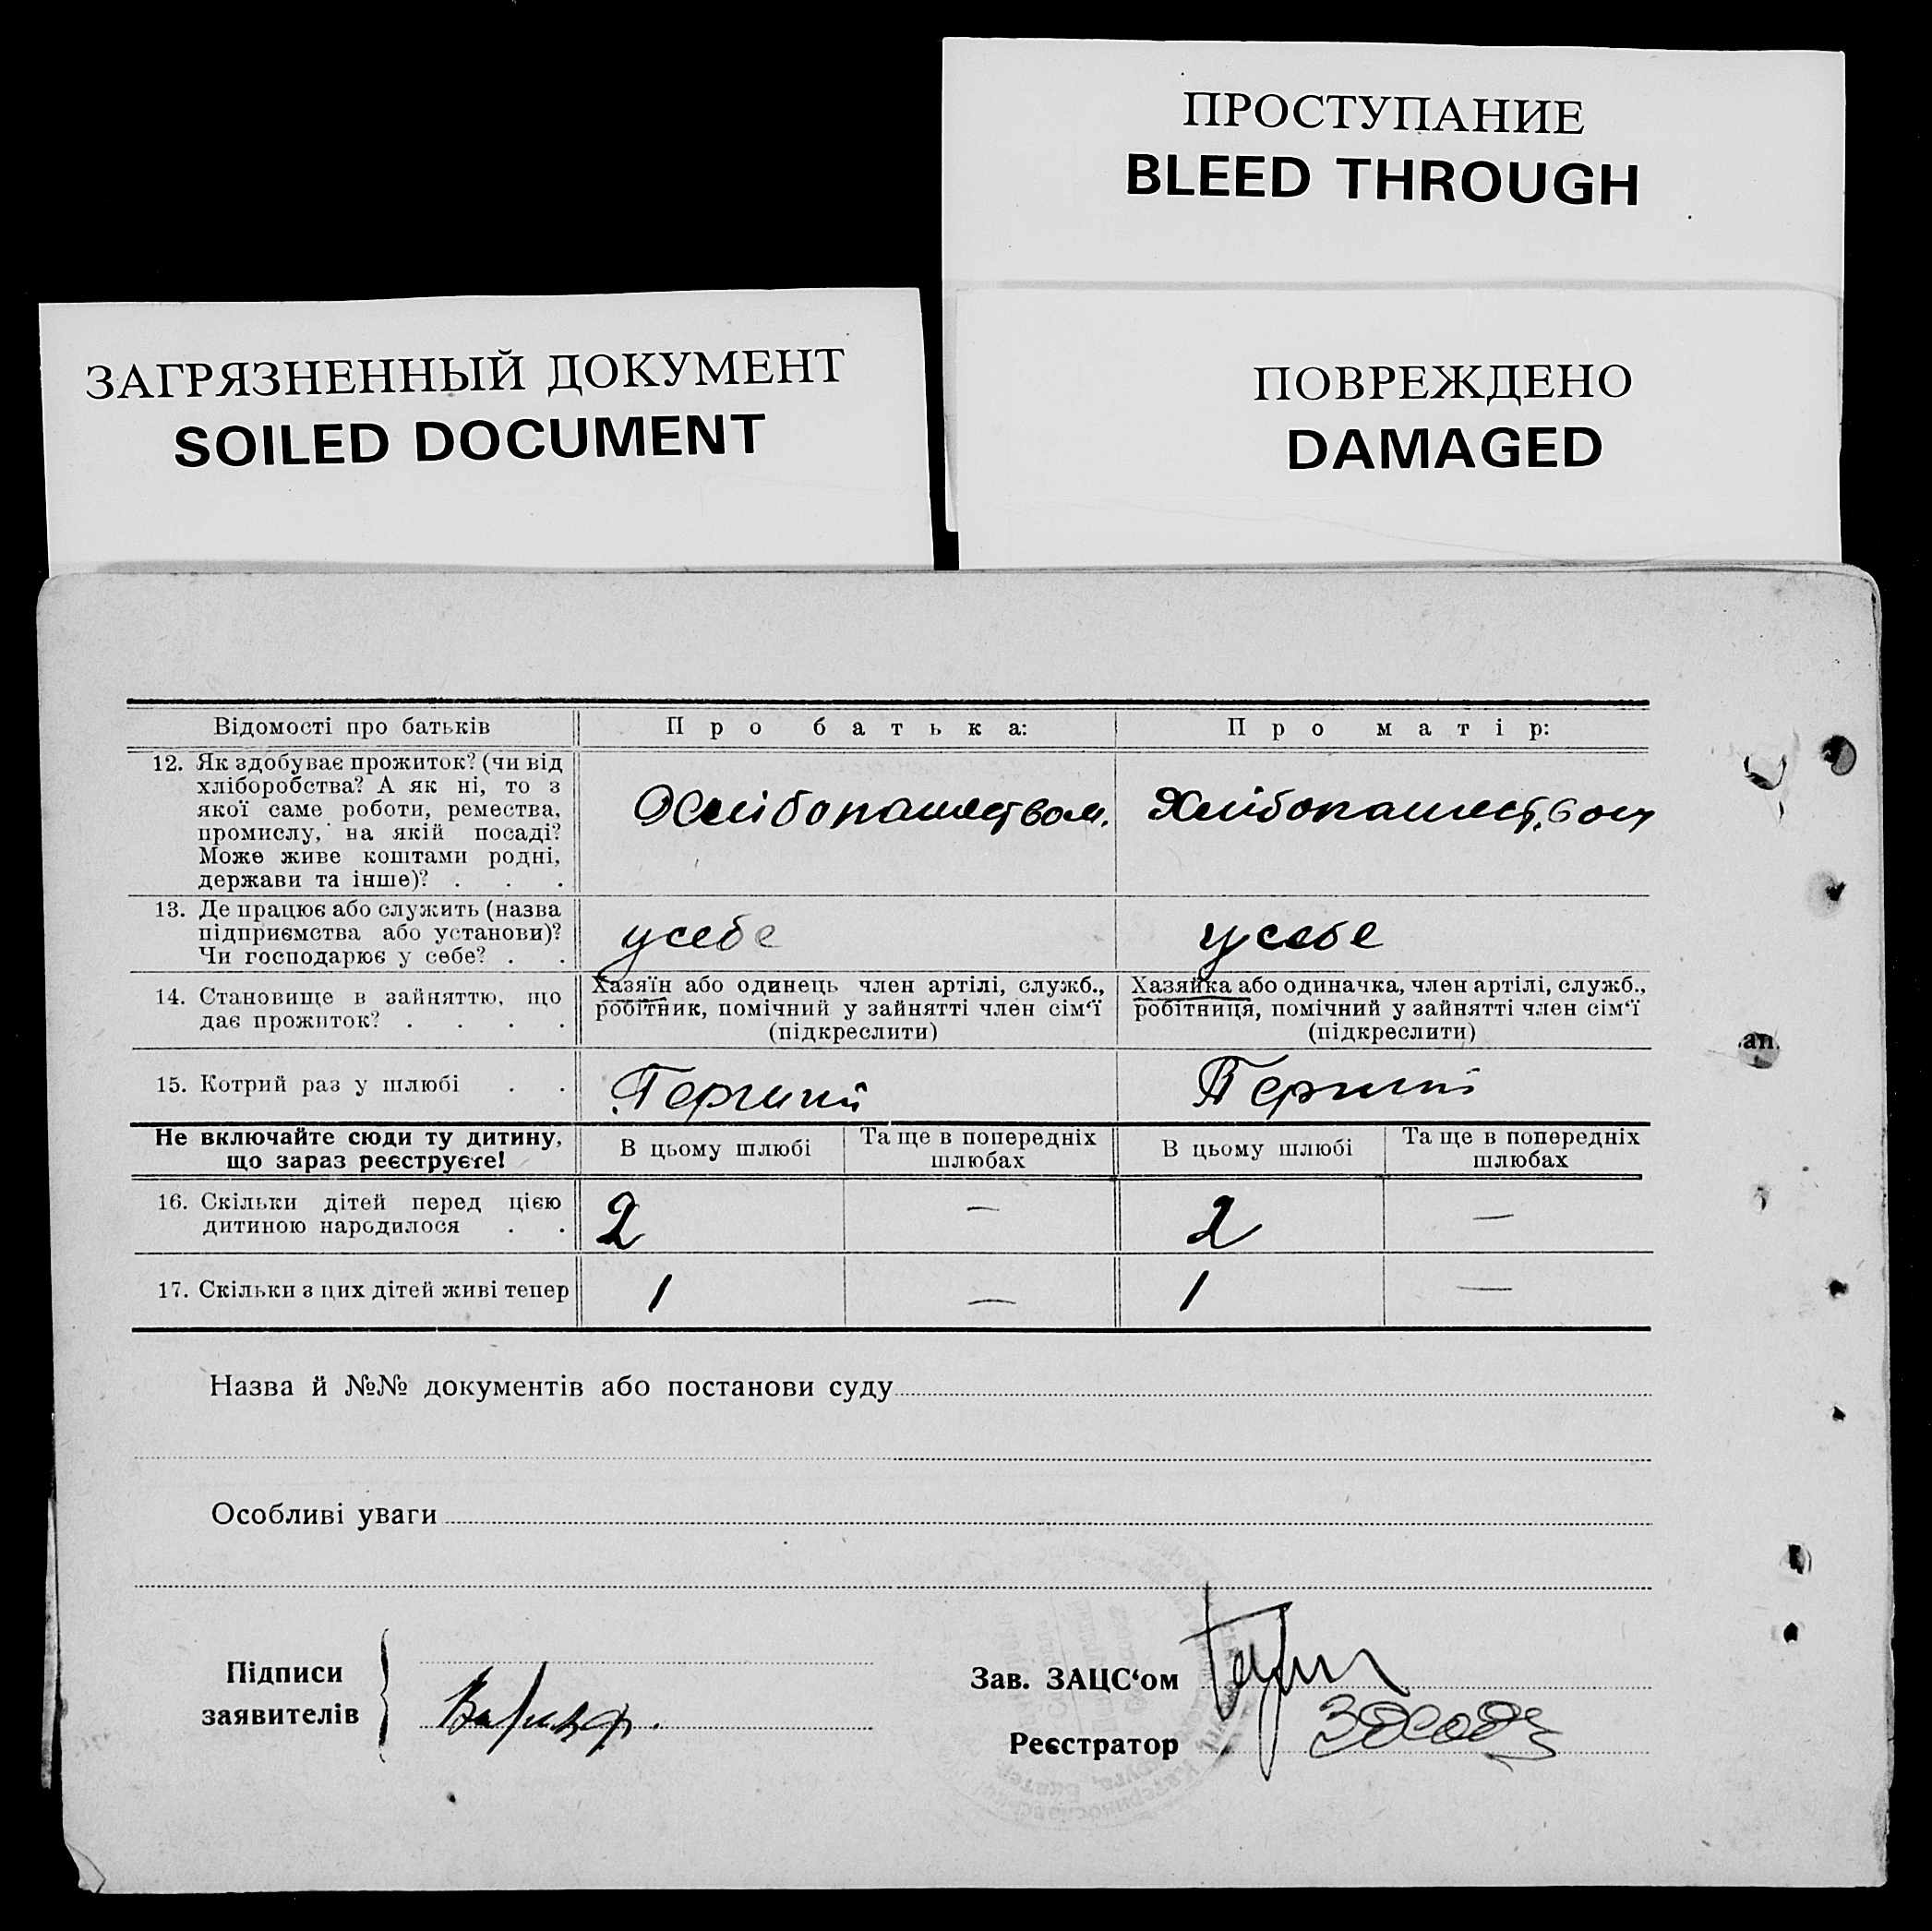 ПРОСТУПАНИЕ
BLEED THROUGH
ЗАГРЯЗНЕННЫЙ ДОКУМЕНТ
SOILED DOCUMENT
ПОВРЕЖДЕНО
DAMAGED
Відомості про батьків
Про батька:
Про матір:
12. Як здобуває прожиток? (чи від
хліборобства? А як ні, то з
якої саме роботи, ремества,
промислу, на якій посаді?
Може живе коштами родні,
держави та інше)? . . .
Хлібопашеством.
Хлібопашеством
13. Де працює або служить (назва
підприємства або установи)?
Чи господарює у себе? . .
усебе
усебе
14. Становище в зайняттю, що
дає прожиток? . . . .
Хазяїн або одинець член артілі, служб.,
робітник, помічний у зайнятті член сім‘ї
(підкреслити)
Хазяйка або одиначка, член артілі, служб.,
робітниця, помічний у зайнятті член сім‘ї
(підкреслити)
15. Котрий раз у шлюбі . .
Не включайте сюди ту дитину,
що зараз реєструєте!
В цьому шлюбі
Та ще в попередніх
шлюбах
В цьому шлюбі
Та ще в попередніх
шлюбах
16. Скільки дітей перед цією
дитиною народилося . .
2 — 2 —
17. Скільки з цих дітей живі тепер
1 — 1 —
Назва й №№ документів або постанови суду
Особливі уваги
Підписи
заявителів
Зав. ЗАЦС‘ом
Реєстратор
ап.